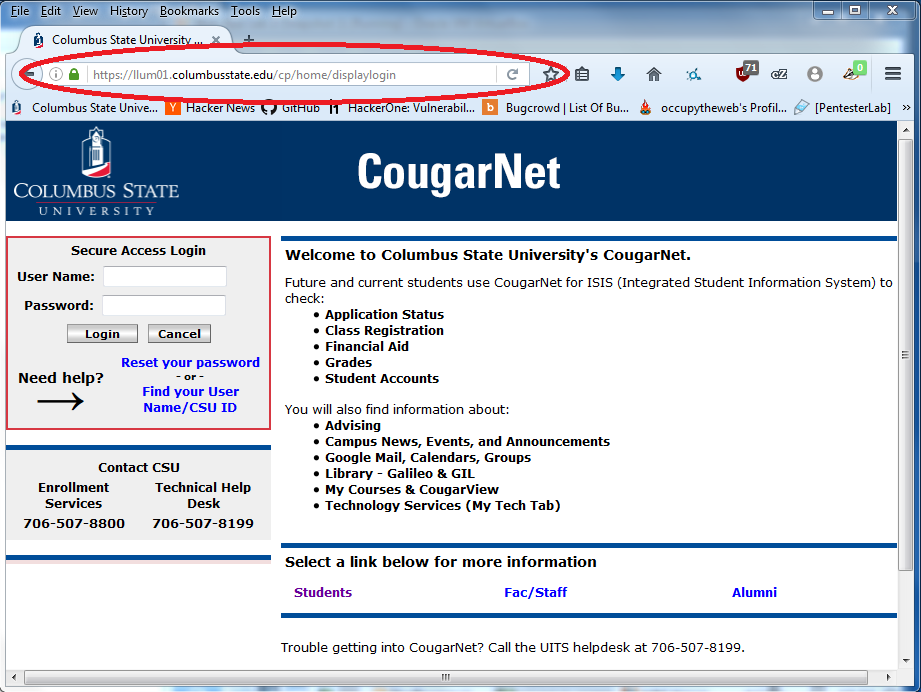 File Edit View History Bookmarks Tools Help
Columbus State University ...
https://llum01.columbusstate.edu/cp/home/displaylogin
71
0
Columbus State Unive... Hacker News GitHub HackerOne: Vulnerabil... b Bugcrowd | List Of Bu... occupytheweb's Profil... [PentesterLab] »
COLUMBUS STATE
UNIVERSITY
CougarNet
Secure Access Login
User Name:
Password:
Login Cancel
Need help?
Reset your password
- or -
Find your User
Name/CSU ID
Contact CSU
Enrollment
Services
706-507-8800
Technical Help
Desk
706-507-8199
Welcome to Columbus State University's CougarNet.
Future and current students use CougarNet for ISIS (Integrated Student Information System) to
check:
• Application Status
• Class Registration
• Financial Aid
• Grades
• Student Accounts
You will also find information about:
• Advising
• Campus News, Events, and Announcements
• Google Mail, Calendars, Groups
• Library - Galileo & GIL
• My Courses & CougarView
• Technology Services (My Tech Tab)
Select a link below for more information
Students Fac/Staff Alumni
Trouble getting into CougarNet? Call the UITS helpdesk at 706-507-8199.